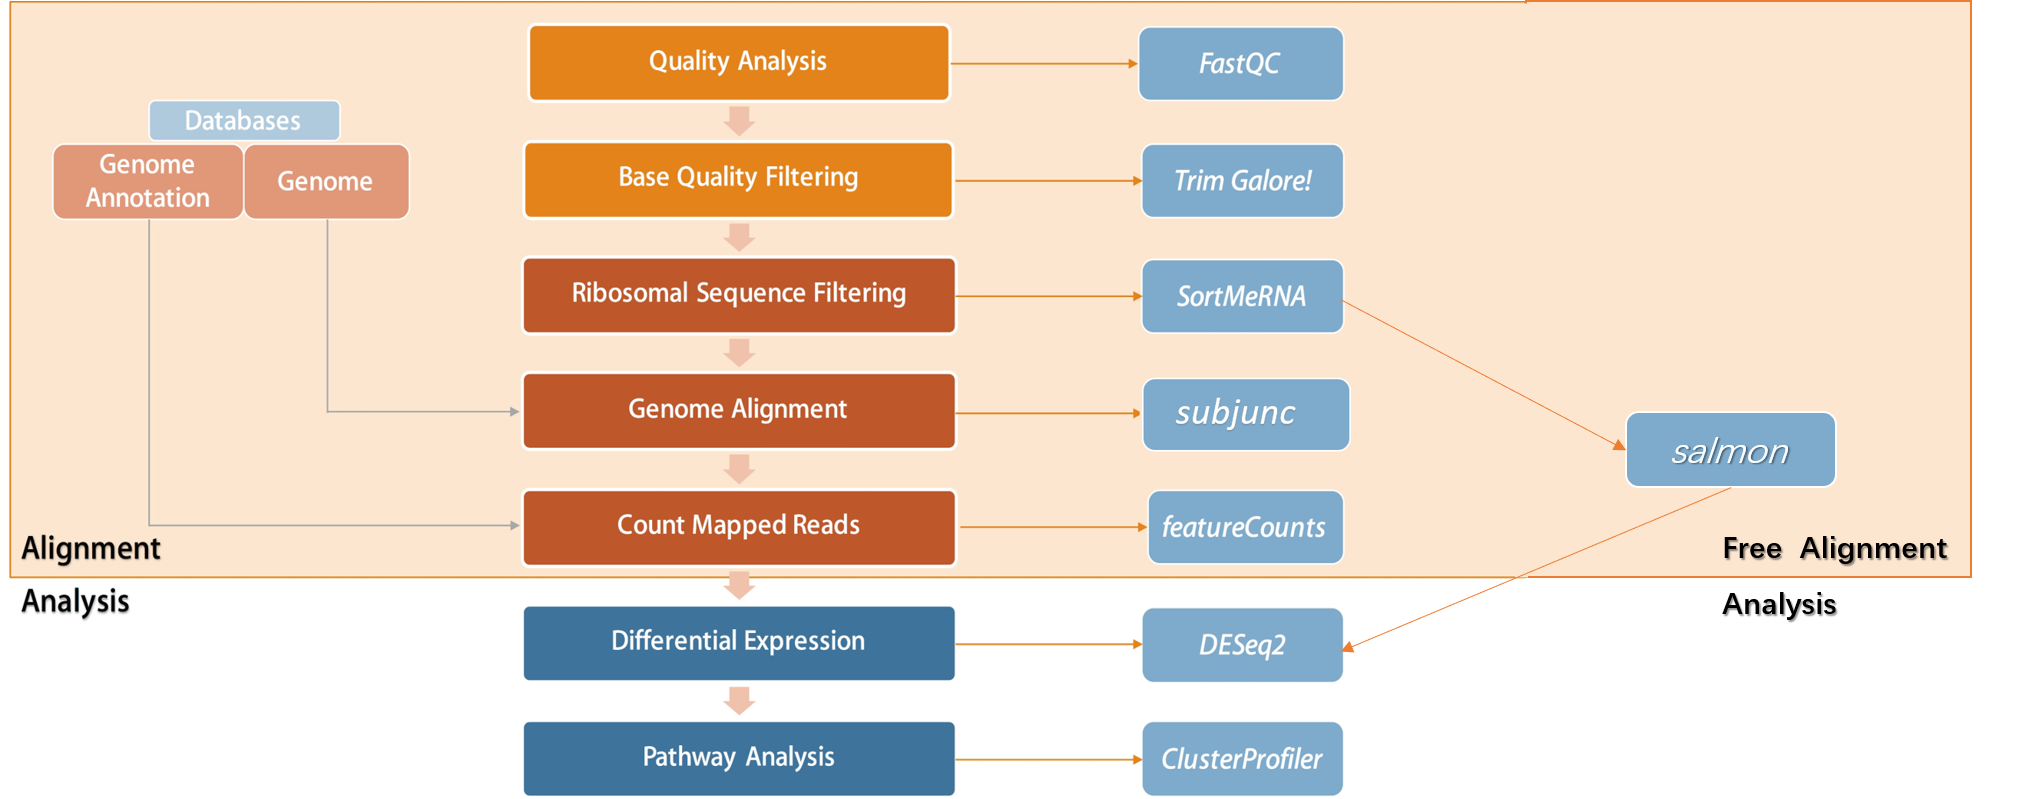 Quality Analysis
FastQC
Databases
Genome
Annotation
Genome
Base Quality Filtering
Trim Galore!
Ribosomal Sequence Filtering
SortMeRNA
Genome Alignment
subjunc
salmon
Count Mapped Reads
featureCounts
Alignment
Free Alignment
Analysis
Analysis
Differential Expression
DESeq2
Pathway Analysis
ClusterProfiler